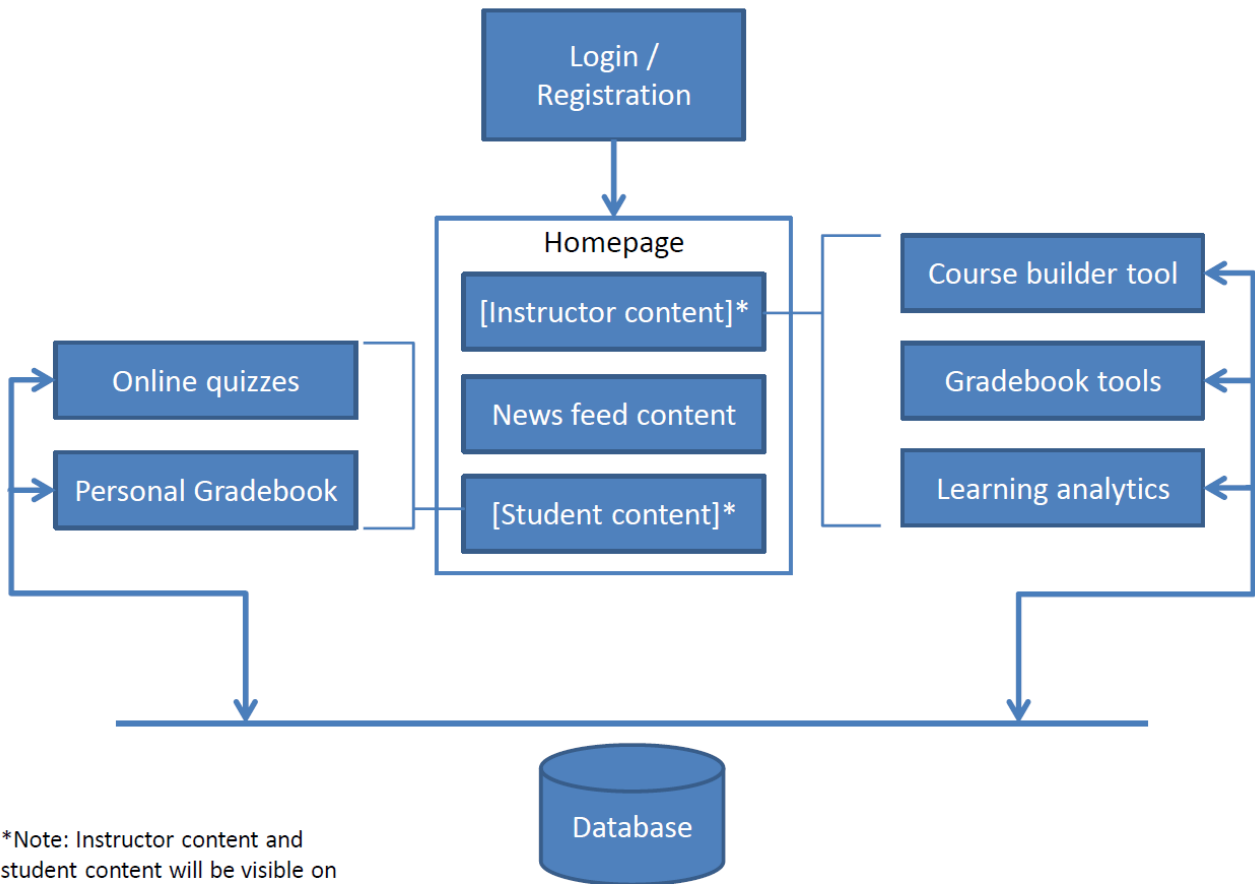 Login /
Registration
Homepage
[Instructor content]*
News feed content
[Student content]*
Online quizzes
Personal Gradebook
Course builder tool
Gradebook tools
Learning analytics
Database
*Note: Instructor content and
student content will be visible on